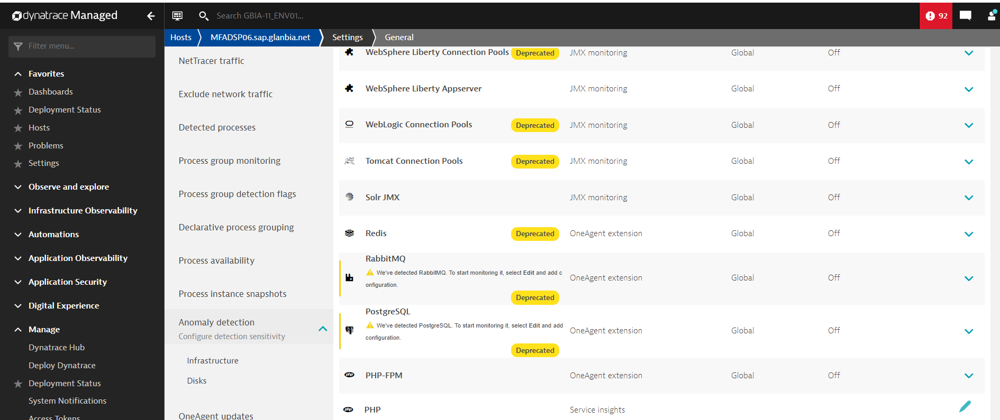 dynatrace Managed
Search GBIA-11_ENV01...
92
Filter menu...
Hosts
MFADSP06.sap.glanbia.net
Settings
General
Favorites
Dashboards
Deployment Status
Hosts
Problems
Settings
Observe and explore
Infrastructure Observability
Automations
Application Observability
Application Security
Digital Experience
Manage
Dynatrace Hub
Deploy Dynatrace
Deployment Status
System Notifications
Access Tokens
NetTracer traffic
Exclude network traffic
Detected processes
Process group monitoring
Process group detection flags
Declarative process grouping
Process availability
Process instance snapshots
Anomaly detection
Configure detection sensitivity
Infrastructure
Disks
OneAgent updates
WebSphere Liberty Connection Pools Deprecated JMX monitoring Global Off
WebSphere Liberty Appserver JMX monitoring Global Off
WebLogic Connection Pools Deprecated JMX monitoring Global Off
Tomcat Connection Pools Deprecated JMX monitoring Global Off
Solr JMX JMX monitoring Global Off
Redis Deprecated OneAgent extension Global Off
RabbitMQ
We've detected RabbitMQ. To start monitoring it, select Edit and add c
onfiguration.
Deprecated
OneAgent extension Global Off
PostgreSQL
We've detected PostgreSQL. To start monitoring it, select Edit and add
configuration.
Deprecated
OneAgent extension Global Off
php PHP-FPM OneAgent extension Global Off
php PHP Service insights